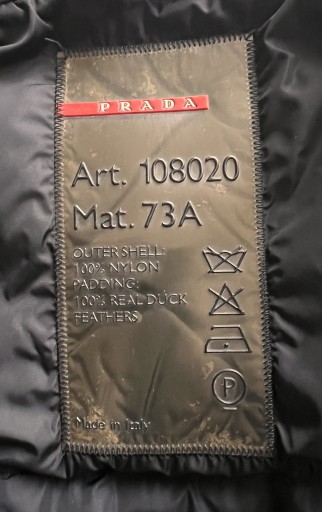 PRADA
Art. 108020
Mat. 73A
OUTER SHELL:
100% NYLON
PADDING:
100% REAL DUCK
FEATHERS
P
Made in Italy